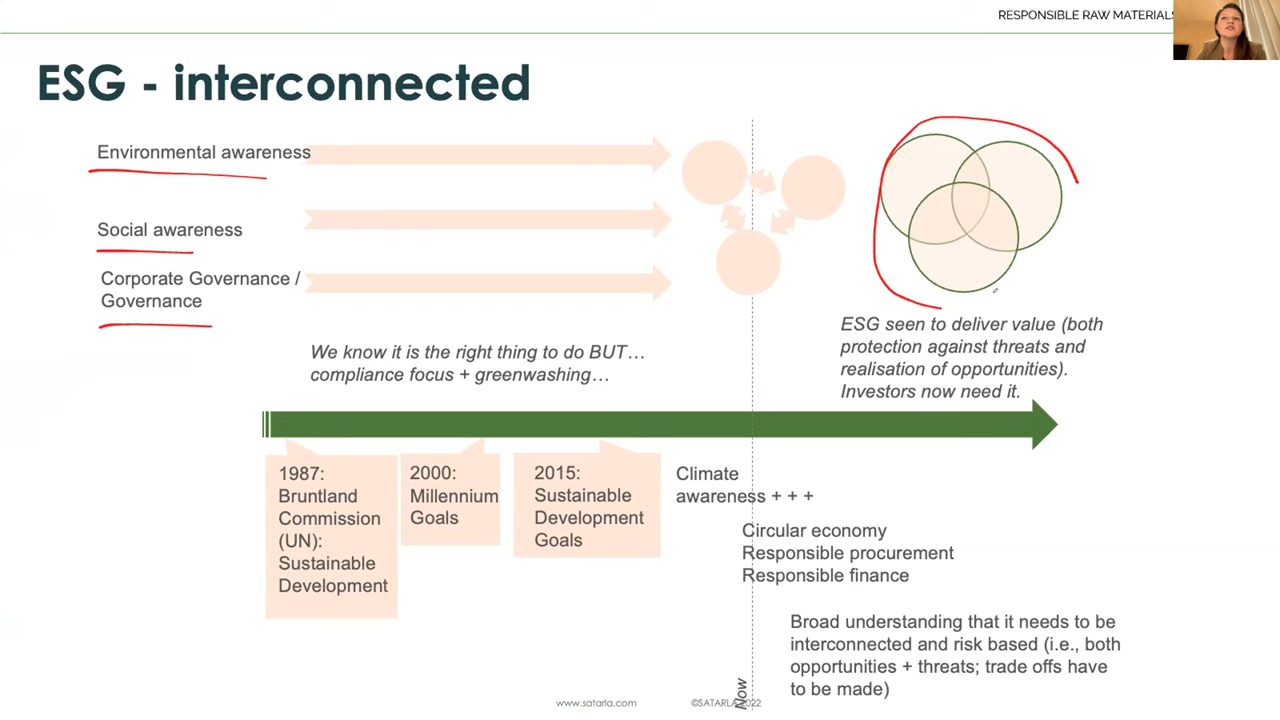 RESPONSIBLE RAW MATERIALS
ESG - interconnected
Environmental awareness
Social awareness
Corporate Governance /
Governance
We know it is the right thing to do BUT…
compliance focus + greenwashing…
ESG seen to deliver value (both
protection against threats and
realisation of opportunities).
Investors now need it.
1987:
Bruntland
Commission
(UN):
Sustainable
Development
2000:
Millennium
Goals
2015:
Sustainable
Development
Goals
Climate
awareness + + +
Circular economy
Responsible procurement
Responsible finance
Broad understanding that it needs to be
interconnected and risk based (i.e., both
opportunities + threats; trade offs have
to be made)
Now
www.satarla.com
©SATARLA 2022